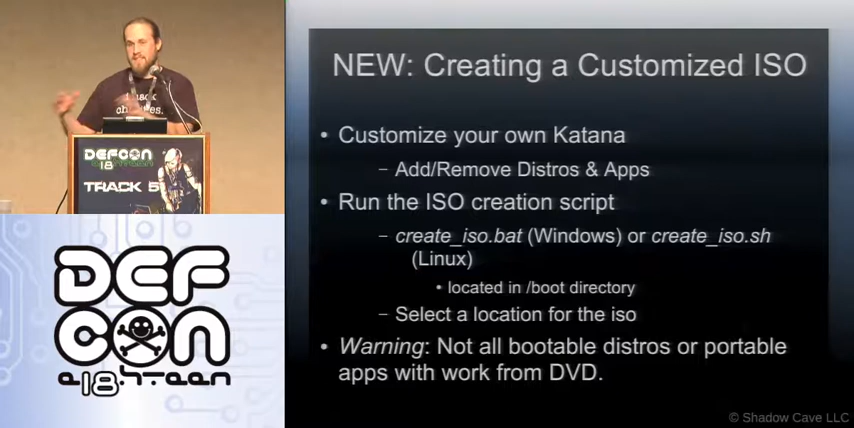 NEW: Creating a Customized ISO
• Customize your own Katana
– Add/Remove Distros & Apps
• Run the ISO creation script
– create_iso.bat (Windows) or create_iso.sh
(Linux)
• located in /boot directory
– Select a location for the iso
• Warning: Not all bootable distros or portable
apps with work from DVD.
© Shadow Cave LLC
DEFCON
18
TRACK 5
DEF
CON
e18hteen